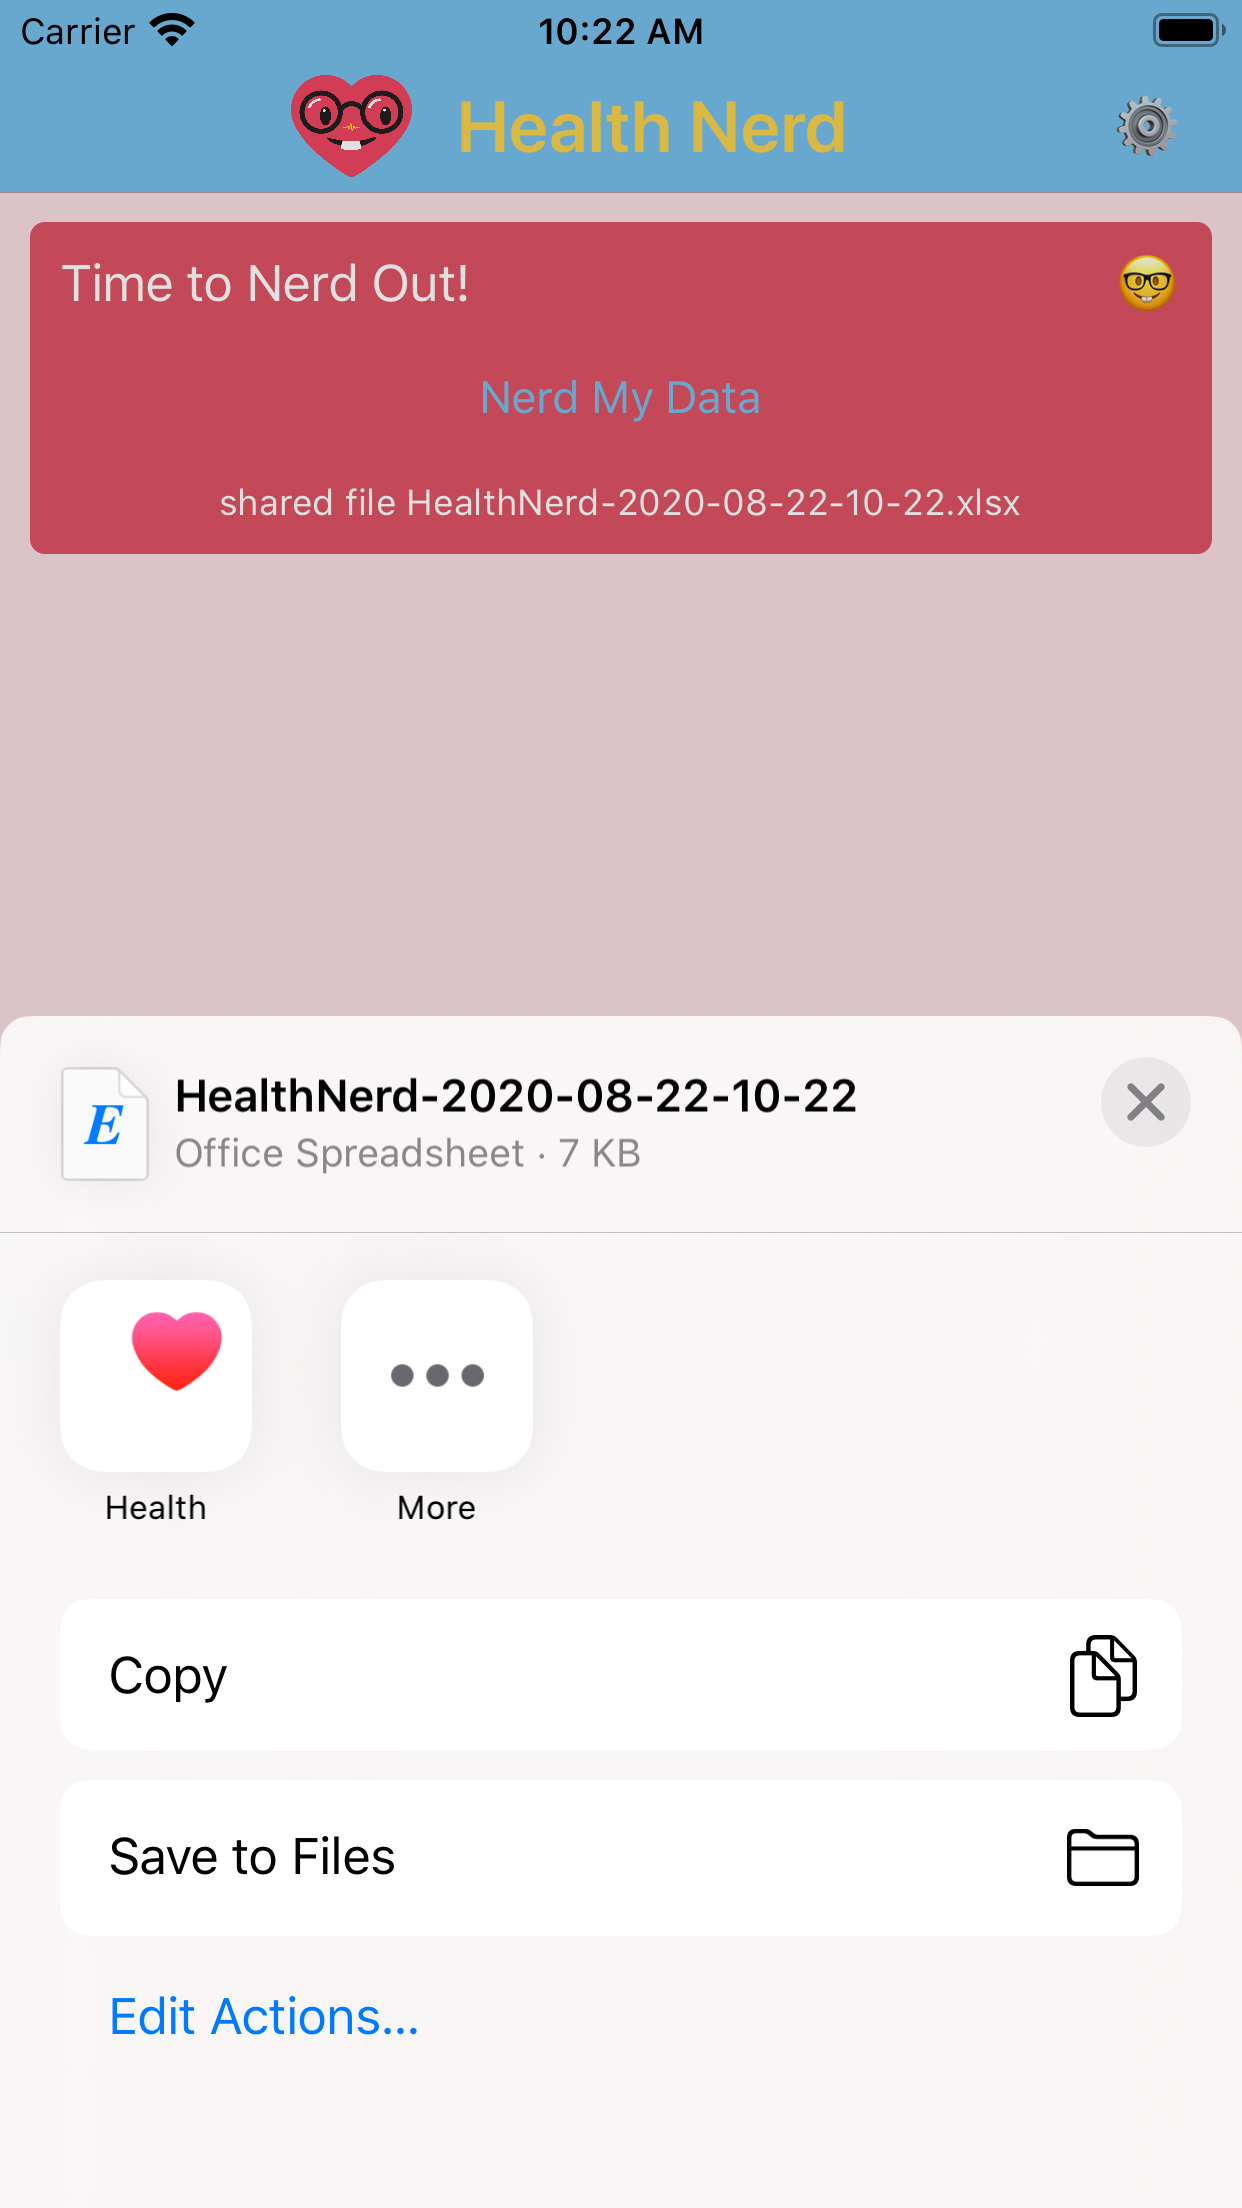 Carrier 10:22 AM
Health Nerd
Time to Nerd Out!
Nerd My Data
shared file HealthNerd-2020-08-22-10-22.xlsx
E
HealthNerd-2020-08-22-10-22
Office Spreadsheet · 7 KB
Health More
Copy
Save to Files
Edit Actions...